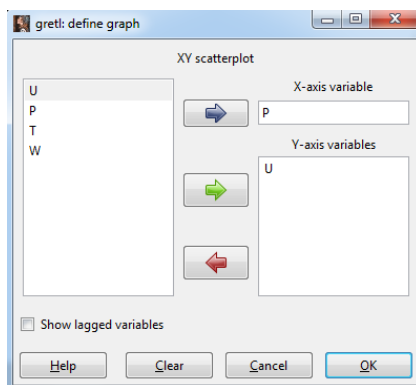 gretl: define graph
XY scatterplot
U
P
T
W
X-axis variable
P
Y-axis variables
U
Show lagged variables
Help
Clear
Cancel
OK